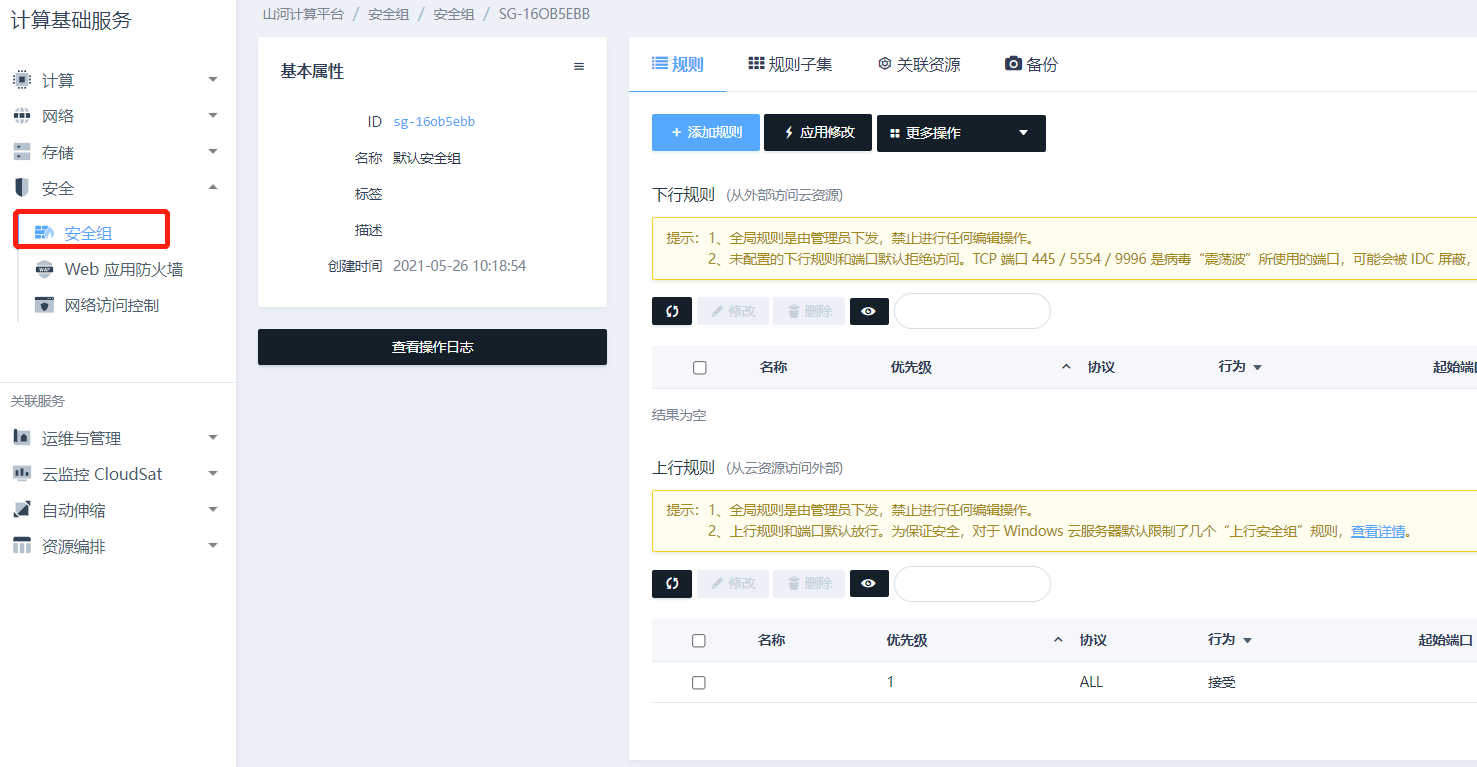 计算基础服务
计算
网络
存储
安全
安全组
WAF Web 应用防火墙
网络访问控制
关联服务
运维与管理
云监控 CloudSat
自动伸缩
资源编排
山河计算平台 / 安全组 / 安全组 / SG-16OB5EBB
基本属性
ID sg-16ob5ebb
名称 默认安全组
标签
描述
创建时间 2021-05-26 10:18:54
查看操作日志
规则 规则子集 关联资源 备份
+ 添加规则 应用修改 更多操作
下行规则 (从外部访问云资源)
提示: 1、全局规则是由管理员下发，禁止进行任何编辑操作。
2、未配置的下行规则和端口默认拒绝访问。TCP 端口 445 / 5554 / 9996 是病毒“震荡波”所使用的端口，可能会被 IDC 屏蔽，
修改 删除
名称 优先级 协议 行为 起始端口
结果为空
上行规则 (从云资源访问外部)
提示: 1、全局规则是由管理员下发，禁止进行任何编辑操作。
2、上行规则和端口默认放行。为保证安全，对于 Windows 云服务器默认限制了几个“上行安全组”规则，查看详情。
修改 删除
名称 优先级 协议 行为 起始端口
1 ALL 接受